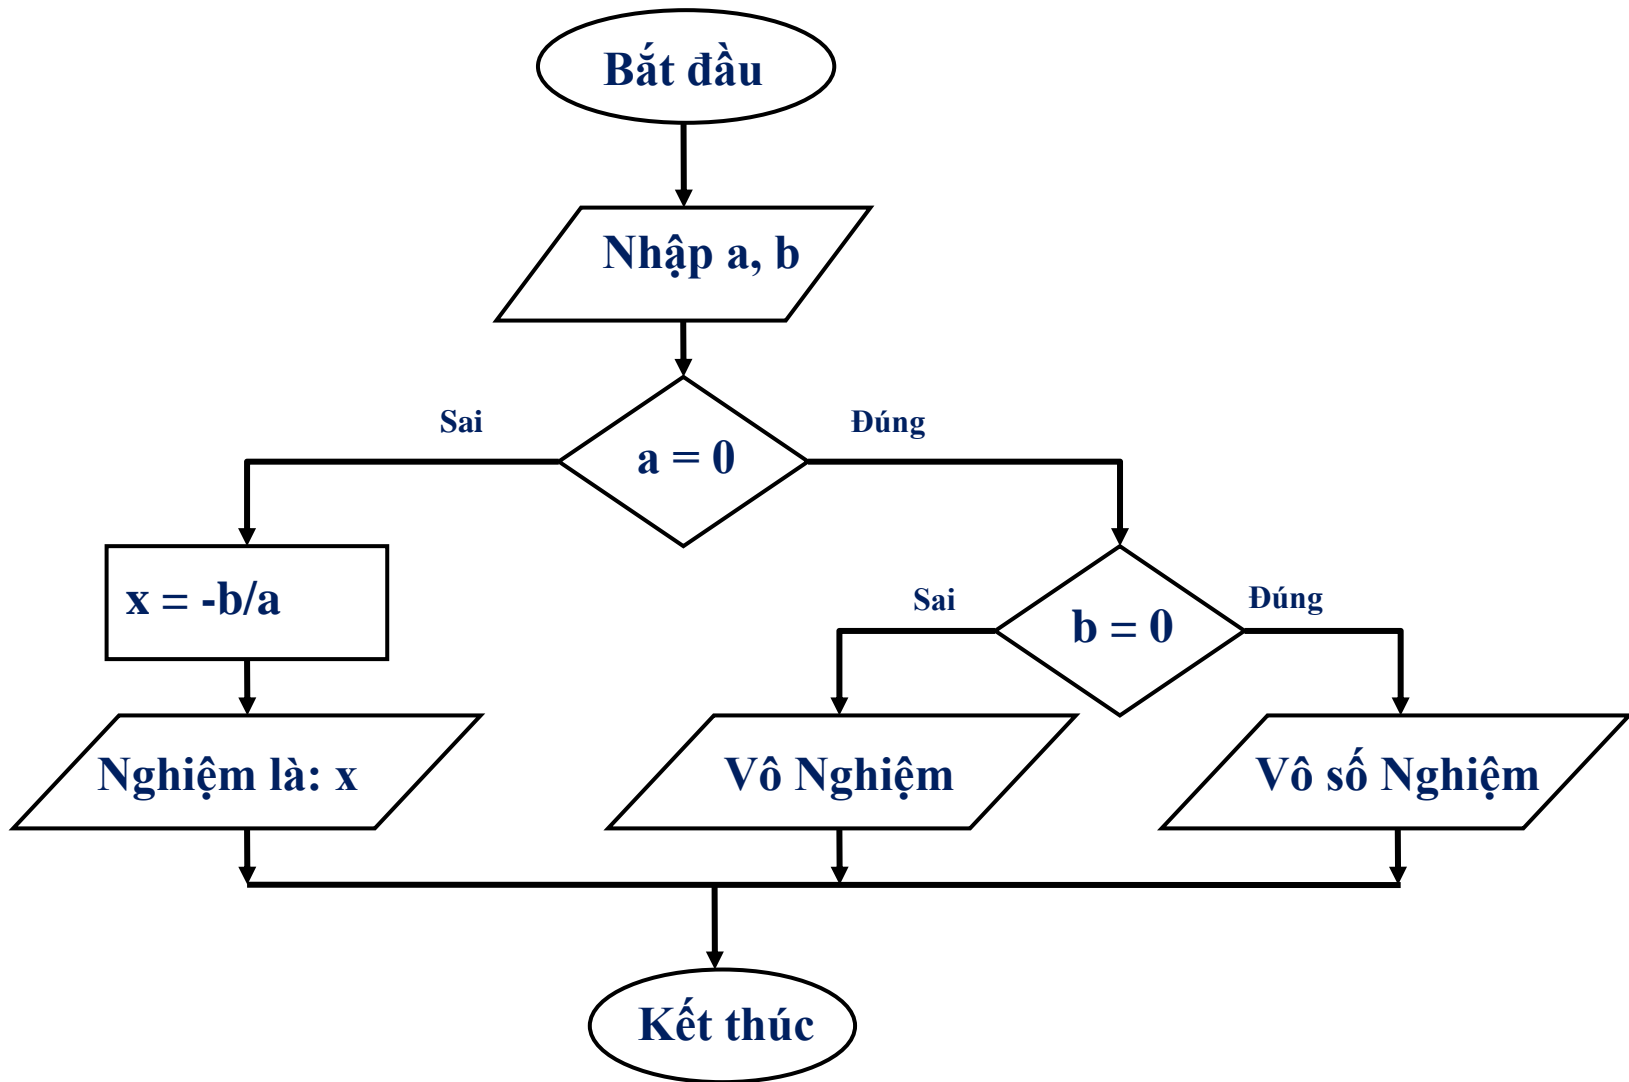 Bắt đầu
Nhập a, b
Sai
Đúng
a = 0
x = -b/a
Sai
Đúng
b = 0
Nghiệm là: x
Vô Nghiệm
Vô số Nghiệm
Kết thúc